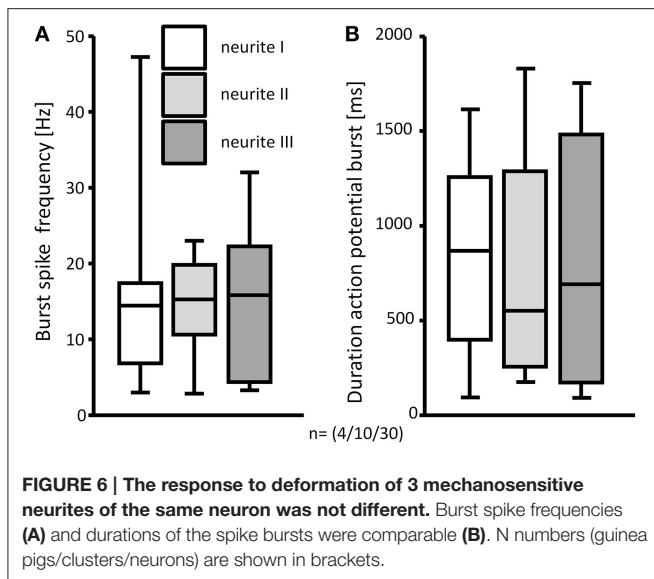 A
Burst spike frequency [Hz]
50
40
30
20
10
0
neurite I
neurite II
neurite III
B
Duration action potential burst [ms]
2000
1500
1000
500
0
n= (4/10/30)
FIGURE 6 | The response to deformation of 3 mechanosensitive
neurites of the same neuron was not different. Burst spike frequencies
(A) and durations of the spike bursts were comparable (B). N numbers (guinea
pigs/clusters/neurons) are shown in brackets.